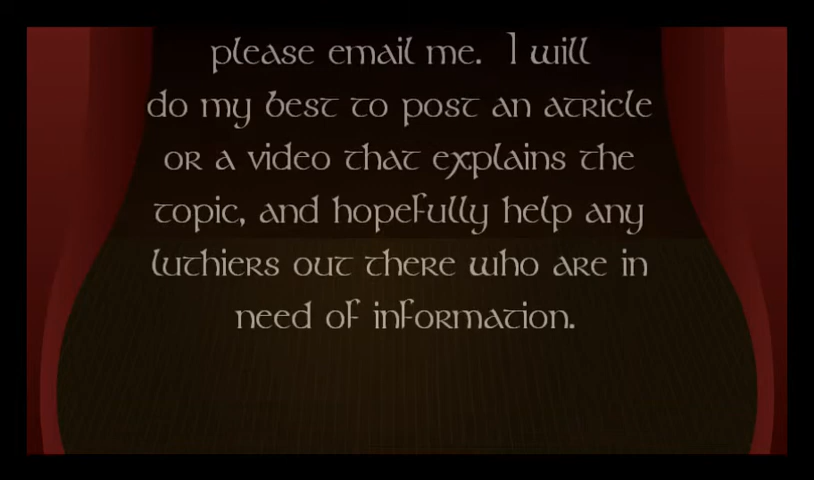 please email me. I will
do my best to post an atricle
or a video that explains the
topic, and hopefully help any
luthiers out there who are in
need of information.